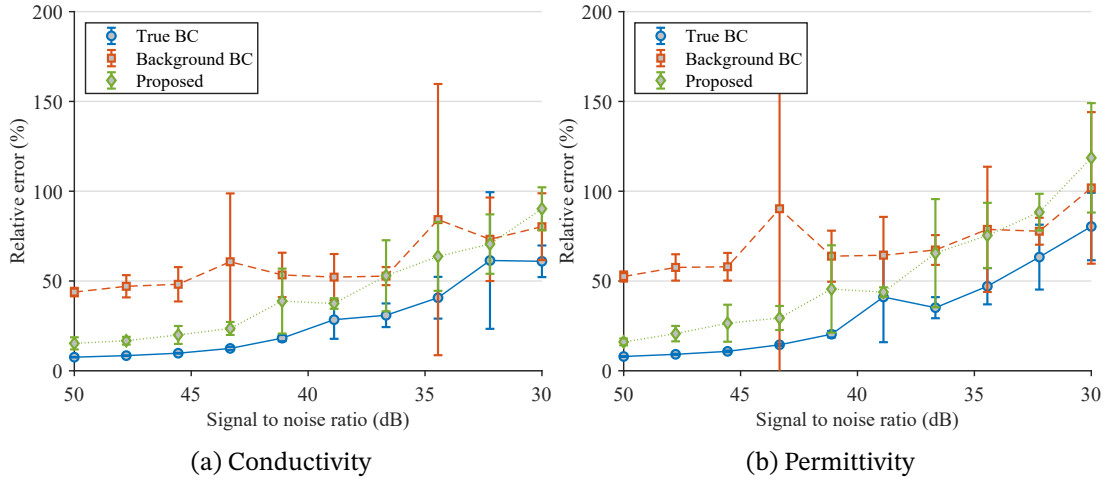 200
150
100
50
0
Relative error (%)
True BC
Background BC
Proposed
50 45 40 35 30
Signal to noise ratio (dB)
(a) Conductivity
200
150
100
50
0
Relative error (%)
True BC
Background BC
Proposed
50 45 40 35 30
Signal to noise ratio (dB)
(b) Permittivity